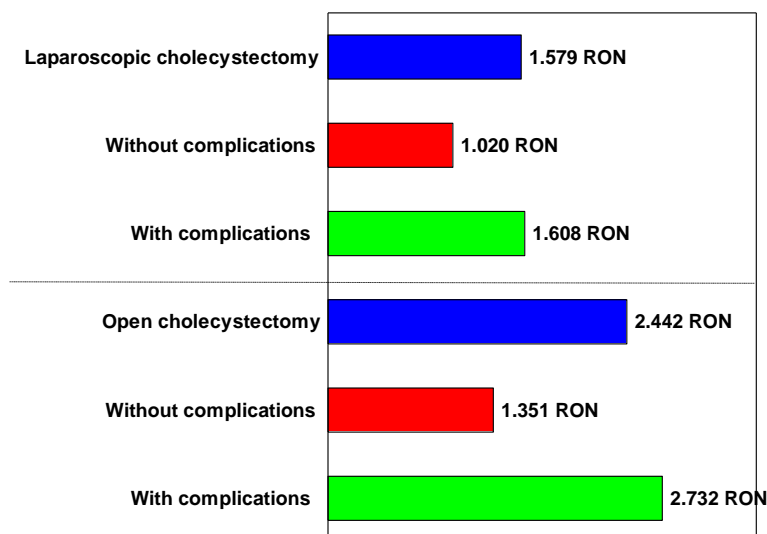 Laparoscopic cholecystectomy 1.579 RON
Without complications 1.020 RON
With complications 1.608 RON
Open cholecystectomy 2.442 RON
Without complications 1.351 RON
With complications 2.732 RON